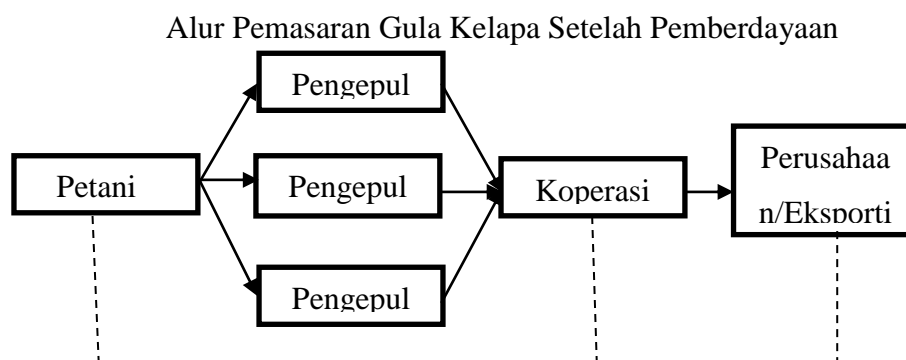 Alur Pemasaran Gula Kelapa Setelah Pemberdayaan
Pengepul
Petani
Pengepul
Koperasi
Perusahaa
n/Eksporti
Pengepul